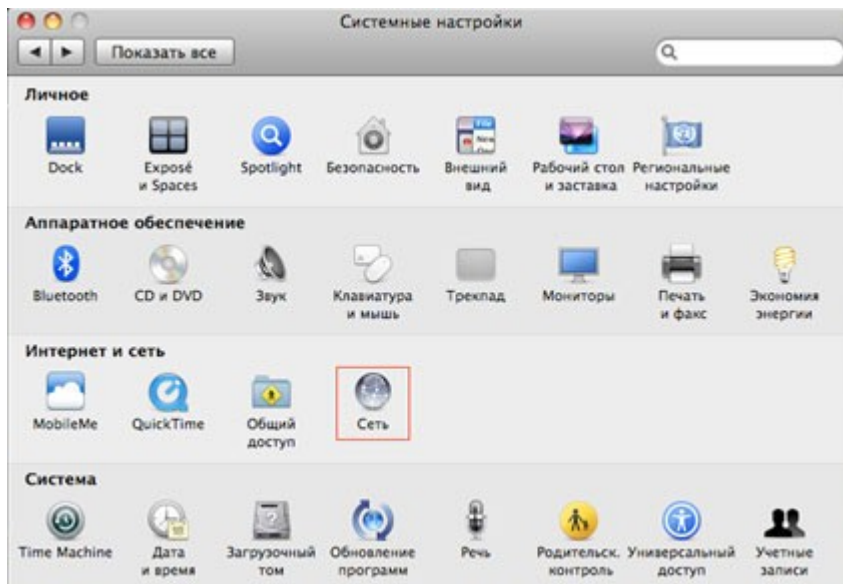 Системные настройки
Показать все
Личное
Dock
Exposé
и Spaces
Spotlight
Безопасность
Внешний
вид
Рабочий стол
и заставка
Региональные
настройки
Аппаратное обеспечение
Bluetooth
CD и DVD
Звук
Клавиатура
и мышь
Трекпад
Мониторы
Печать
и факс
Экономия
энергии
Интернет и сеть
MobileMe
QuickTime
Общий
доступ
Сеть
Система
Time Machine
Дата
и время
Загрузочный
том
Обновление
программ
Речь
Родительск.
контроль
Универсальный
доступ
Учетные
записи